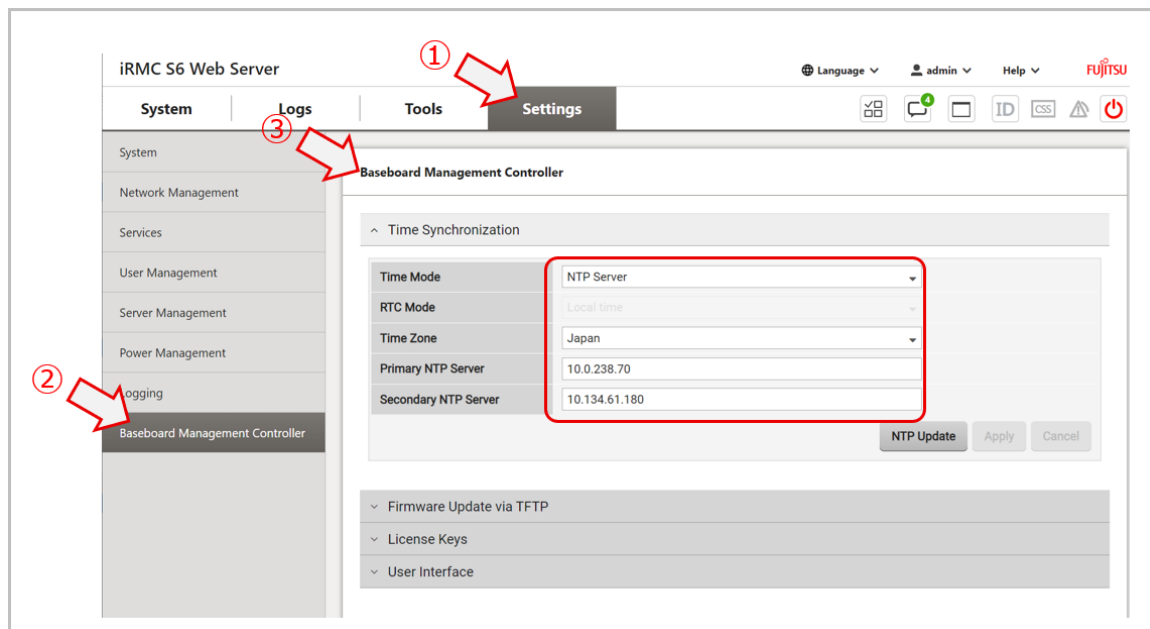 ①
iRMC S6 Web Server
Language admin Help FUJITSU
System Logs Tools Settings
4 ID CSS
③
System
Network Management
Services
User Management
Server Management
Power Management
②
Logging
Baseboard Management Controller
Baseboard Management Controller
Time Synchronization
Time Mode NTP Server
RTC Mode Local time
Time Zone Japan
Primary NTP Server 10.0.238.70
Secondary NTP Server 10.134.61.180
NTP Update Apply Cancel
Firmware Update via TFTP
License Keys
User Interface